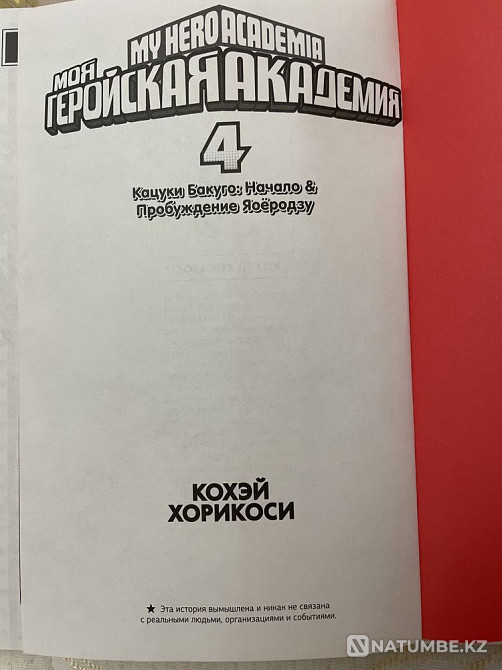 MY HERO ACADEMIA
МОЯ
ГЕРОЙСКАЯ АКАДЕМИЯ
4
Кацуки Бакуго: Начало &
Пробуждение Яоёродзу
КОХЭЙ
ХОРИКОСИ
★ Эта история вымышлена и никак не связана
с реальными людьми, организациями и событиями.
NATUMBE.KZ